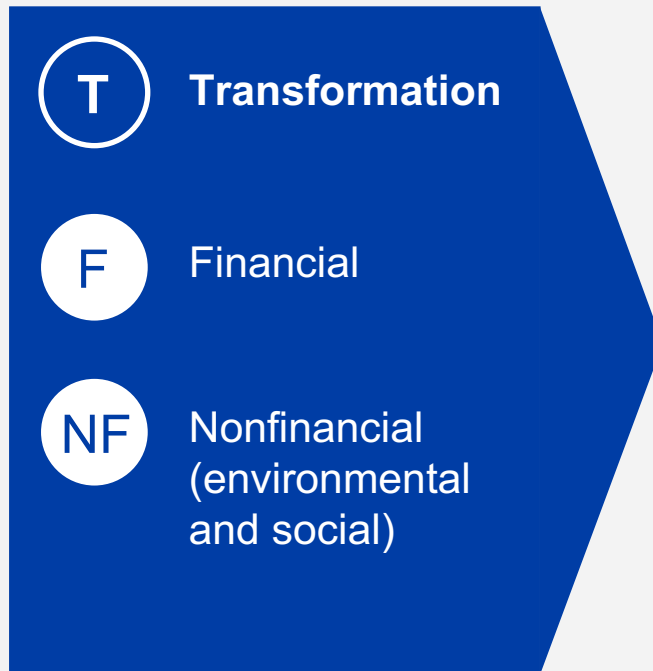 T Transformation
F Financial
NF Nonfinancial
(environmental
and social)